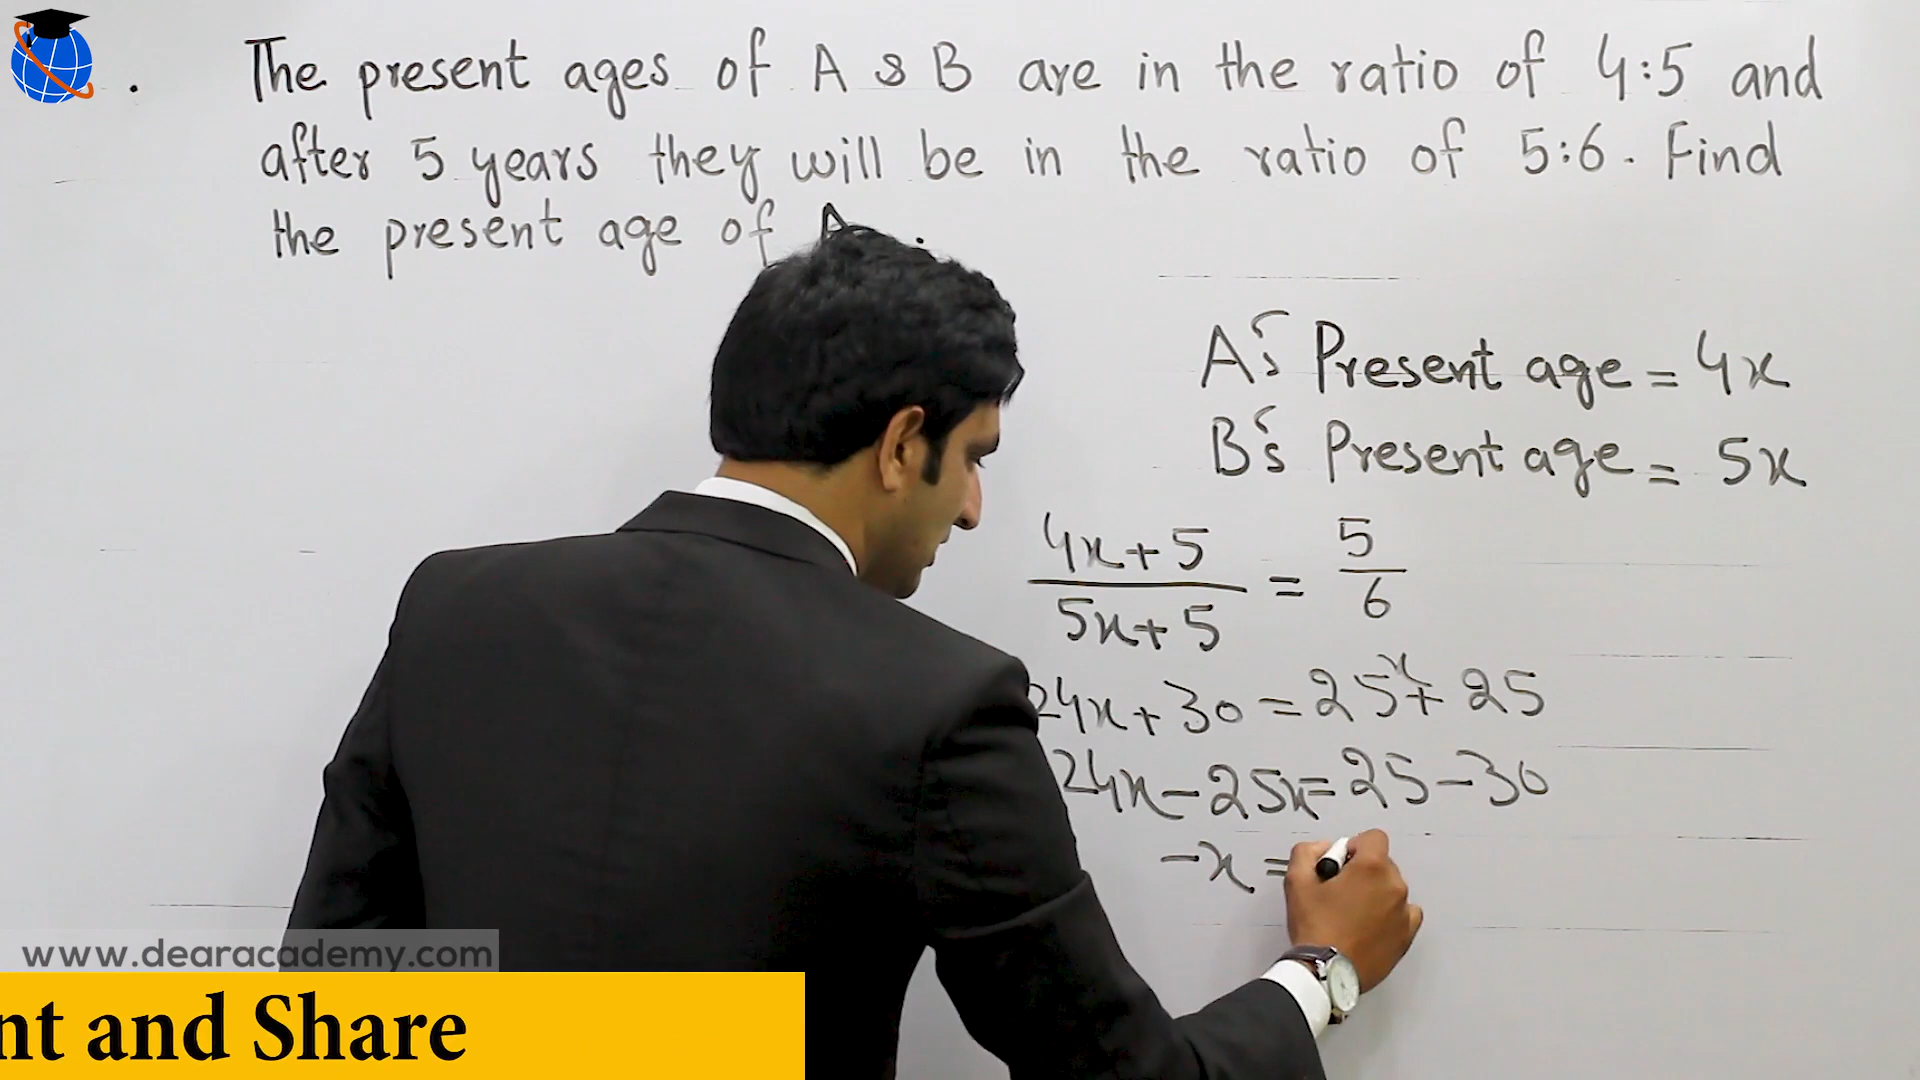 The present ages of A & B are in the ratio of 4:5 and
after 5 years they will be in the ratio of 5:6. Find
the present age of A.
A's Present age = 4x
B's Present age = 5x
4x+5 = 5
5x+5 6
24x+30 = 25x+ 25
24x-25x=25-30
-x =
www.dearacademy.com
nt and Share